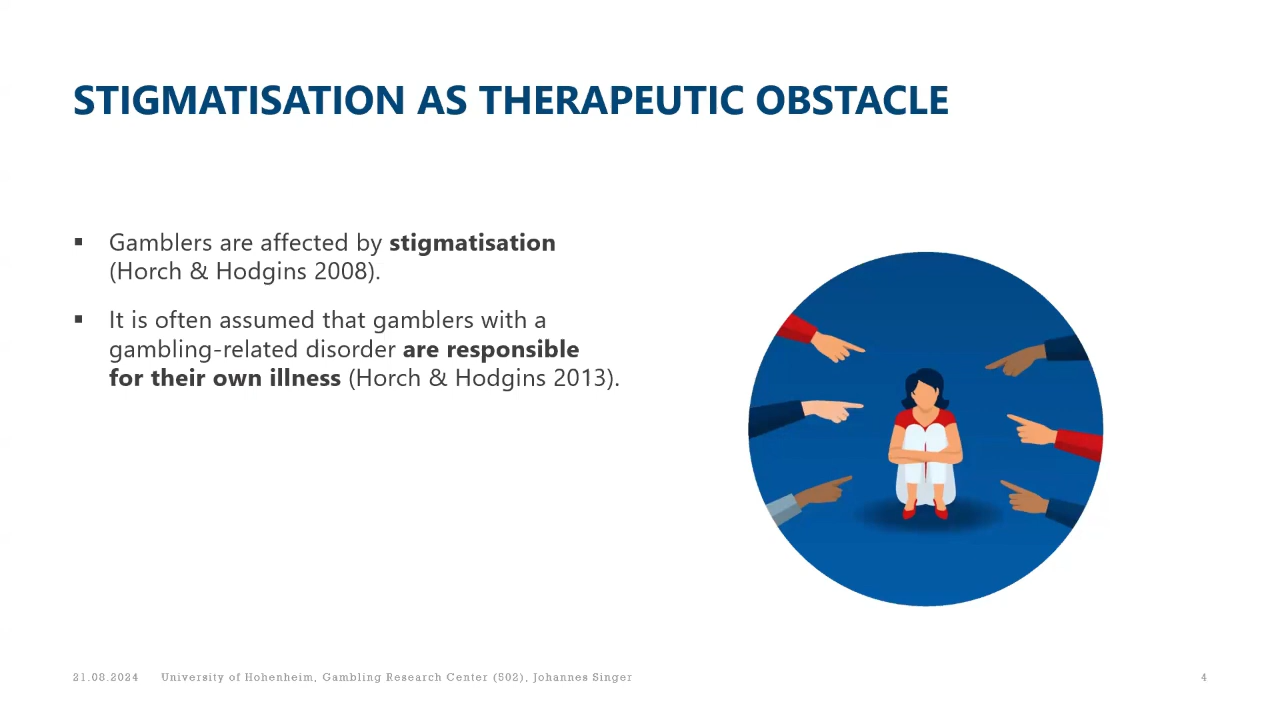 STIGMATISATION AS THERAPEUTIC OBSTACLE
▪ Gamblers are affected by stigmatisation
(Horch & Hodgins 2008).
▪ It is often assumed that gamblers with a
gambling-related disorder are responsible
for their own illness (Horch & Hodgins 2013).
21.08.2024 University of Hohenheim, Gambling Research Center (502), Johannes Singer 4